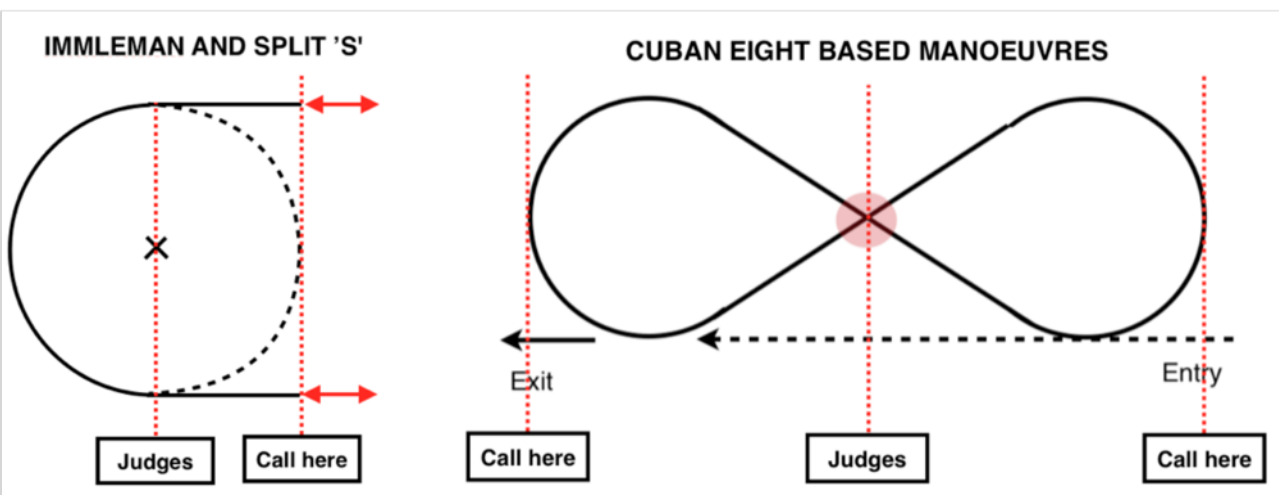 IMMLEMAN AND SPLIT 'S'
CUBAN EIGHT BASED MANOEUVRES
Exit
Entry
Judges
Call here
Call here
Judges
Call here